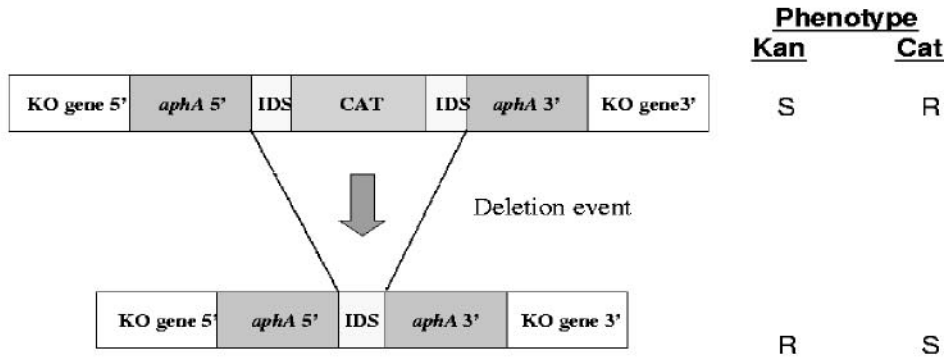 Phenotype
Kan Cat
KO gene 5’ aphA 5’ IDS CAT IDS aphA 3’ KO gene3’ S R
Deletion event
KO gene 5’ aphA 5’ IDS aphA 3’ KO gene 3’
R S